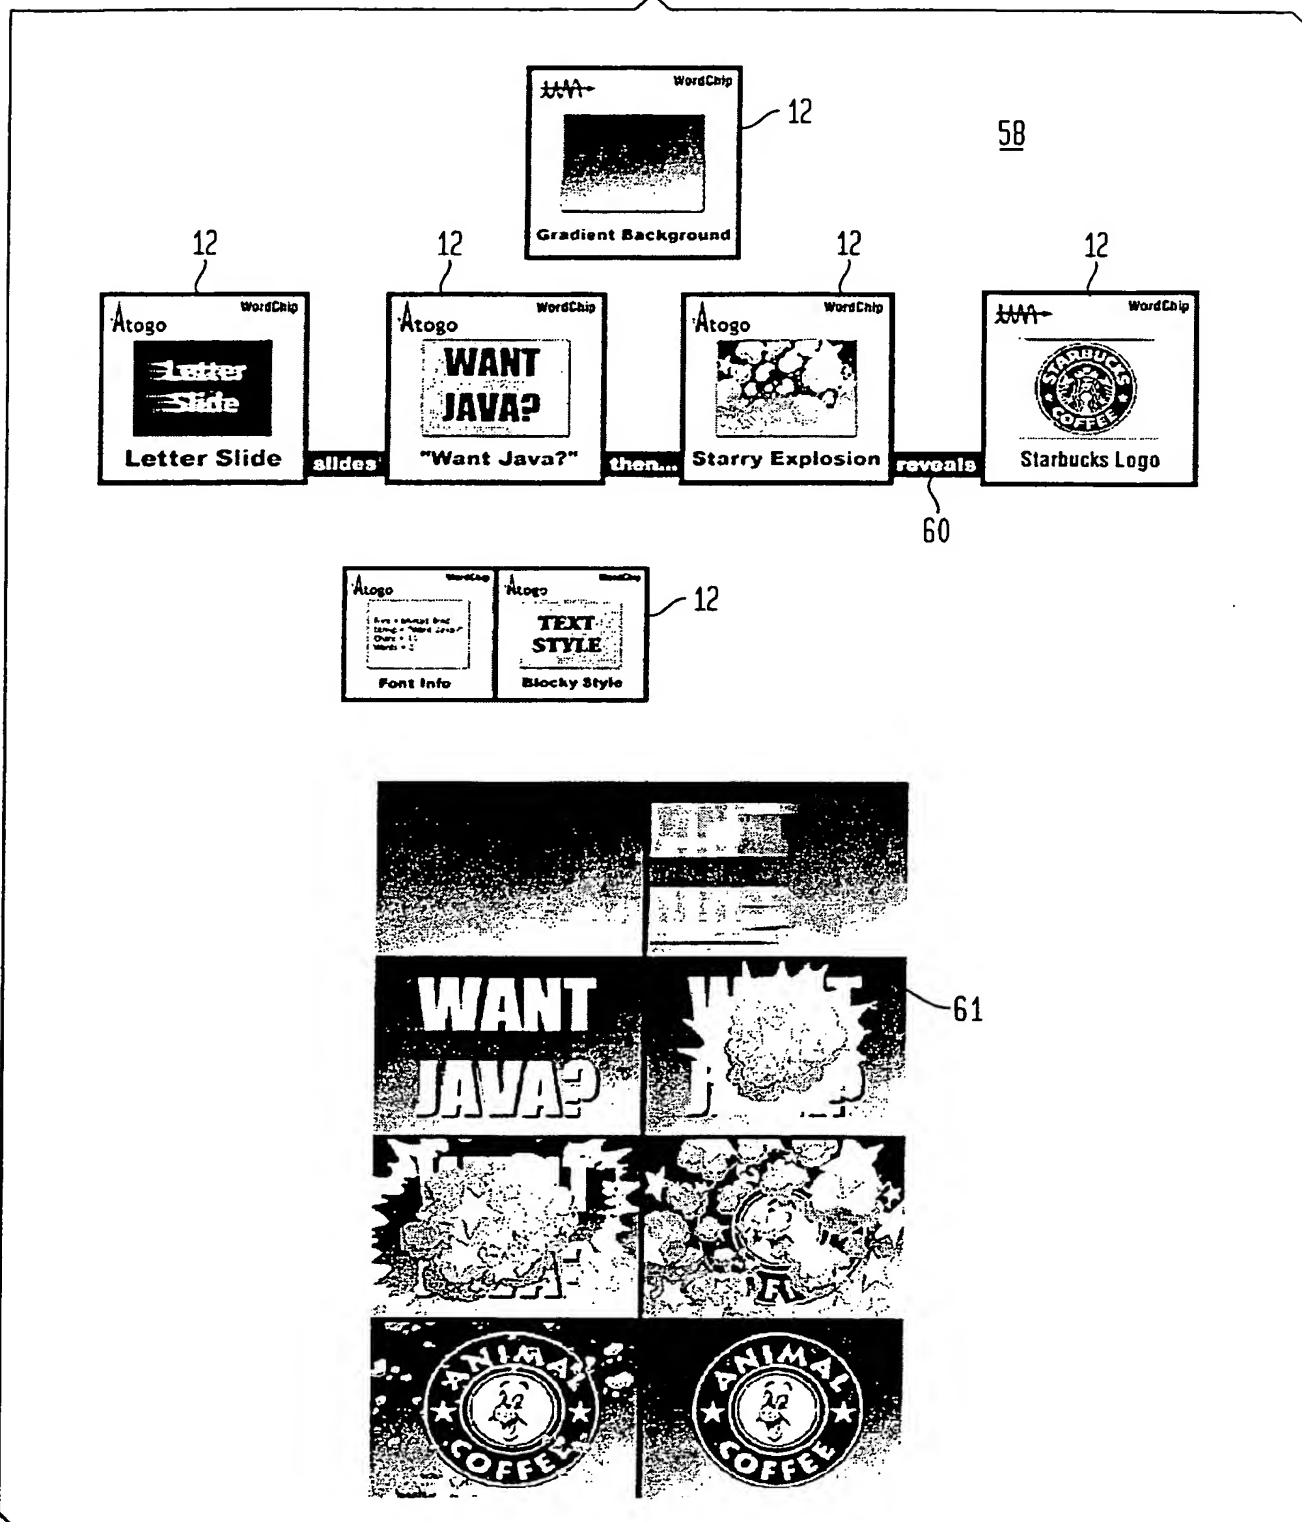 WordChip
12
58
Gradient Background
12
12
12
12
WordChip
WordChip
WordChip
WordChip
Atogo
Atogo
Atogo
Letter
Slide
WANT
JAVA?
STARBUCKS
COFFEE
Letter Slide
slides
"Want Java?"
then...
Starry Explosion
reveals
Starbucks Logo
60
Atogo
WordChip
Atogo
WordChip
12
TEXT
STYLE
Font Info
Blocky Style
WANT
JAVA?
61
ANIMAL
COFFEE
ANIMAL
COFFEE